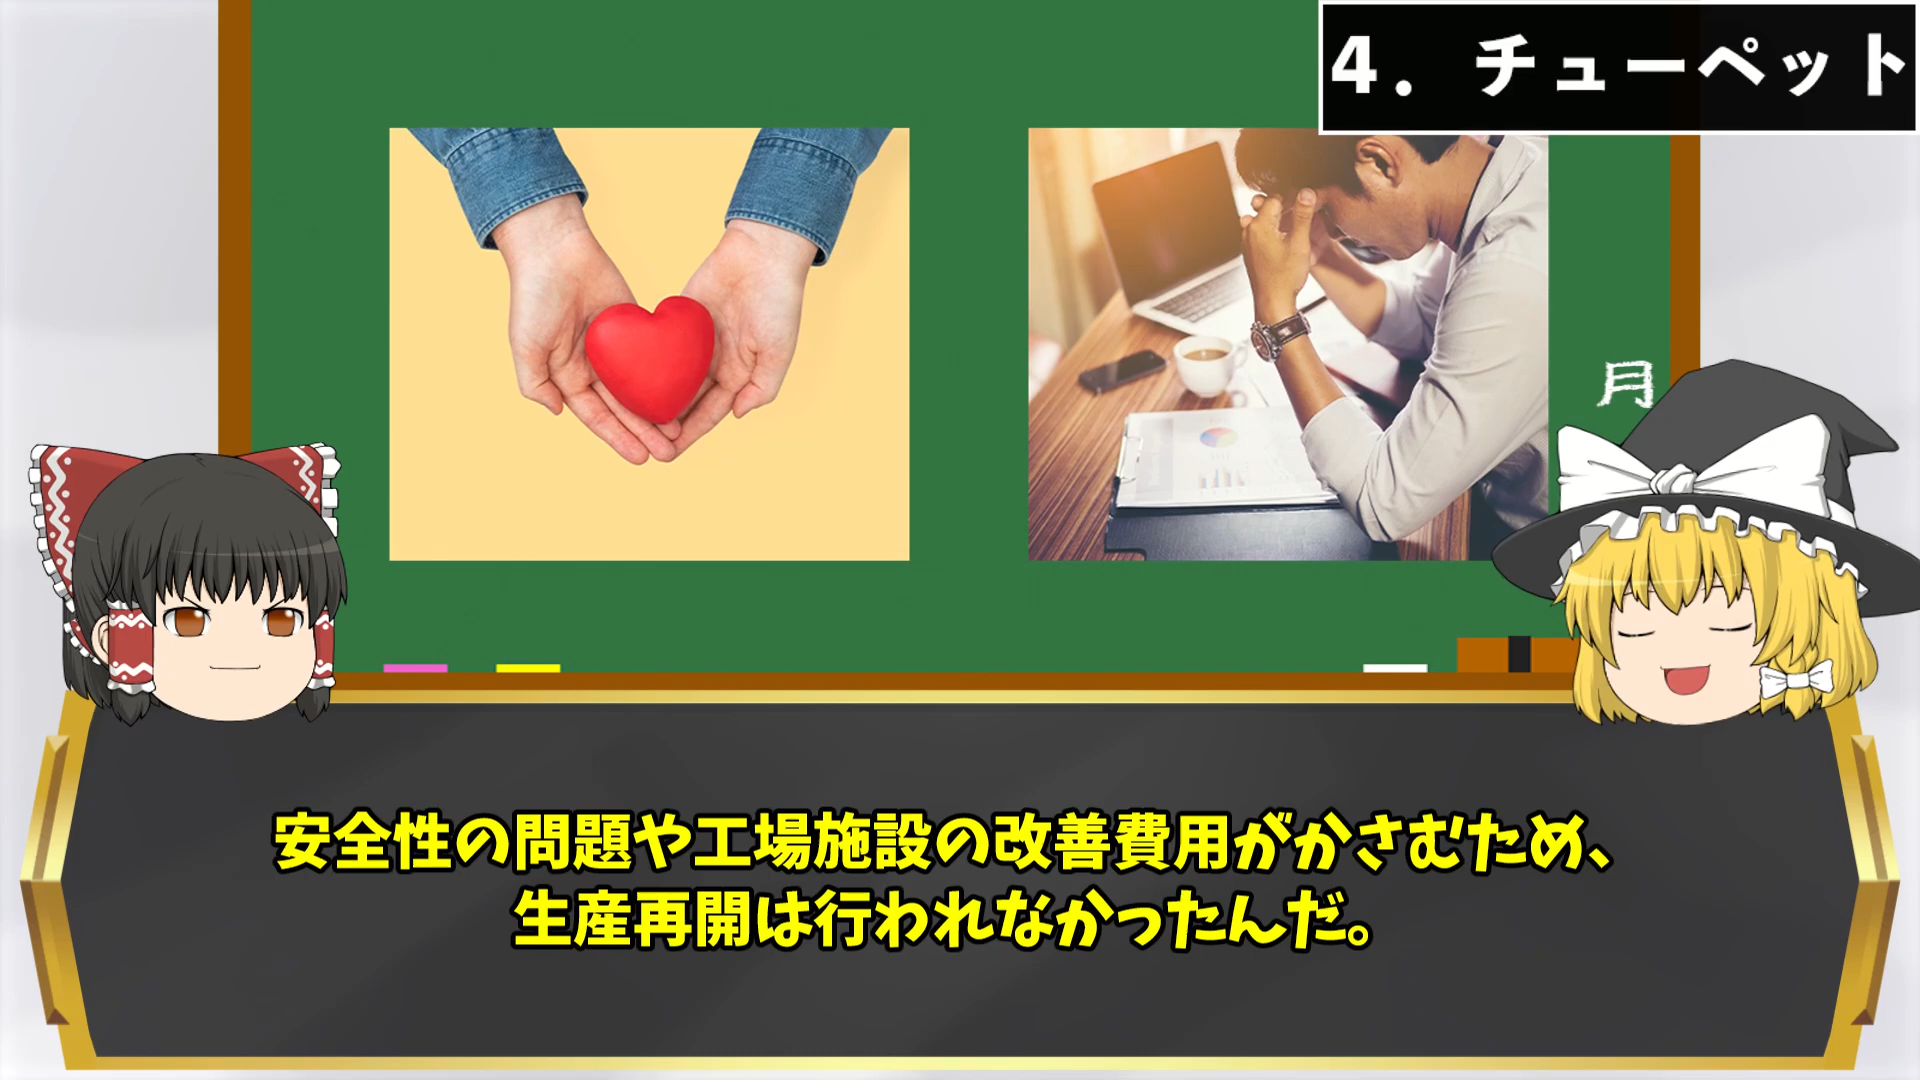 4．チューペット
月
安全性の問題や工場施設の改善費用がかさむため、
生産再開は行われなかったんだ。